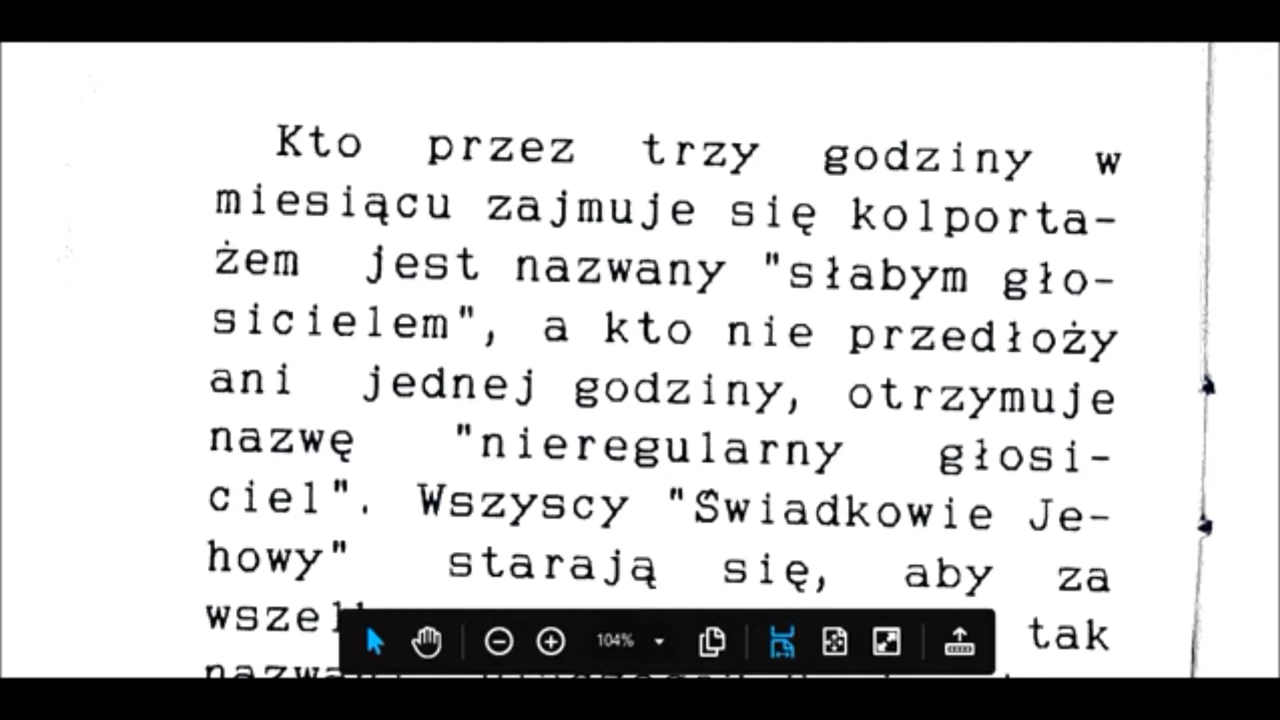 Kto przez trzy godziny w
miesiącu zajmuje się kolporta-
żem jest nazwany "słabym gło-
sicielem", a kto nie przedłoży
ani jednej godziny, otrzymuje
nazwę "nieregularny głosi-
ciel". Wszyscy "Świadkowie Je-
howy" starają się, aby za
tak
104%